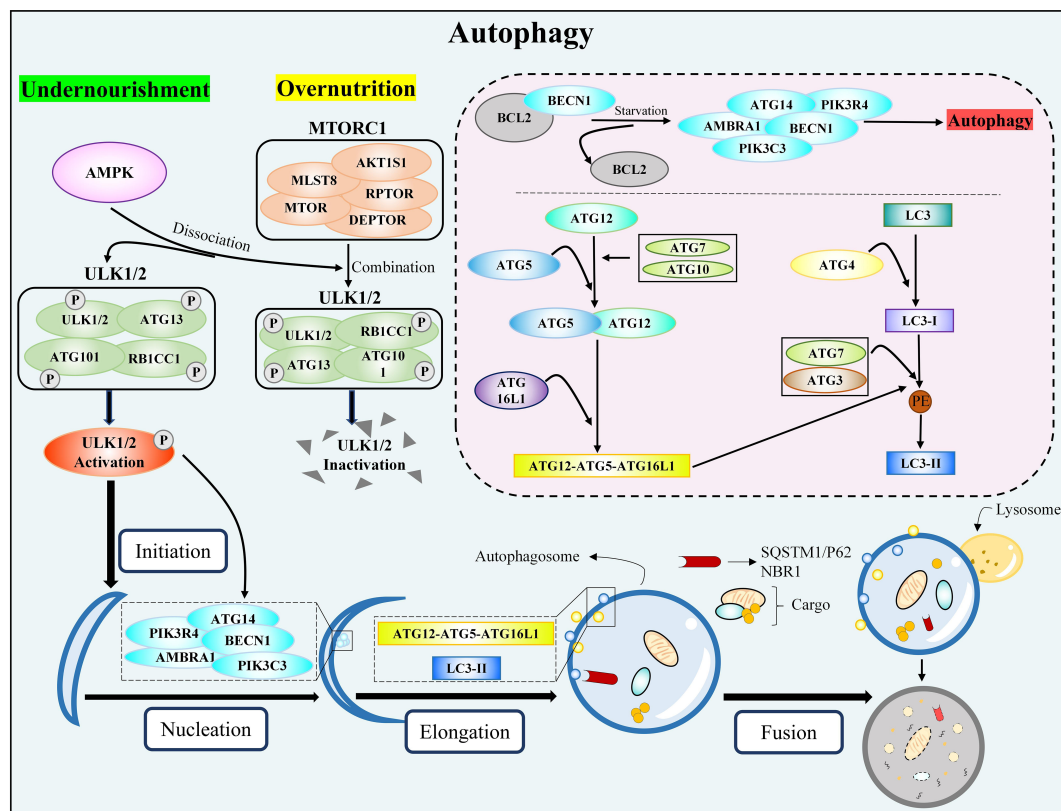 Autophagy
Undernourishment
Overnutrition
AMPK
Dissociation
MTORC1
AKT1S1
MLST8
RPTOR
MTOR
DEPTOR
Combination
ULK1/2
P
ULK1/2
ATG13
ATG101
RB1CC1
P
P
ULK1/2
P
P
ULK1/2
RB1CC1
ATG13
ATG10
1
P
P
ULK1/2
Activation
P
ULK1/2
Inactivation
BCL2
BECN1
Starvation
BCL2
ATG14
PIK3R4
AMBRA1
BECN1
PIK3C3
Autophagy
ATG12
ATG5
ATG7
ATG10
ATG5
ATG12
ATG
16L1
ATG12-ATG5-ATG16L1
LC3
ATG4
LC3-I
ATG7
ATG3
PE
LC3-II
Initiation
ATG14
PIK3R4
BECN1
AMBRA1
PIK3C3
Nucleation
Autophagosome
ATG12-ATG5-ATG16L1
LC3-II
Elongation
SQSTM1/P62
NBR1
Cargo
Fusion
Lysosome